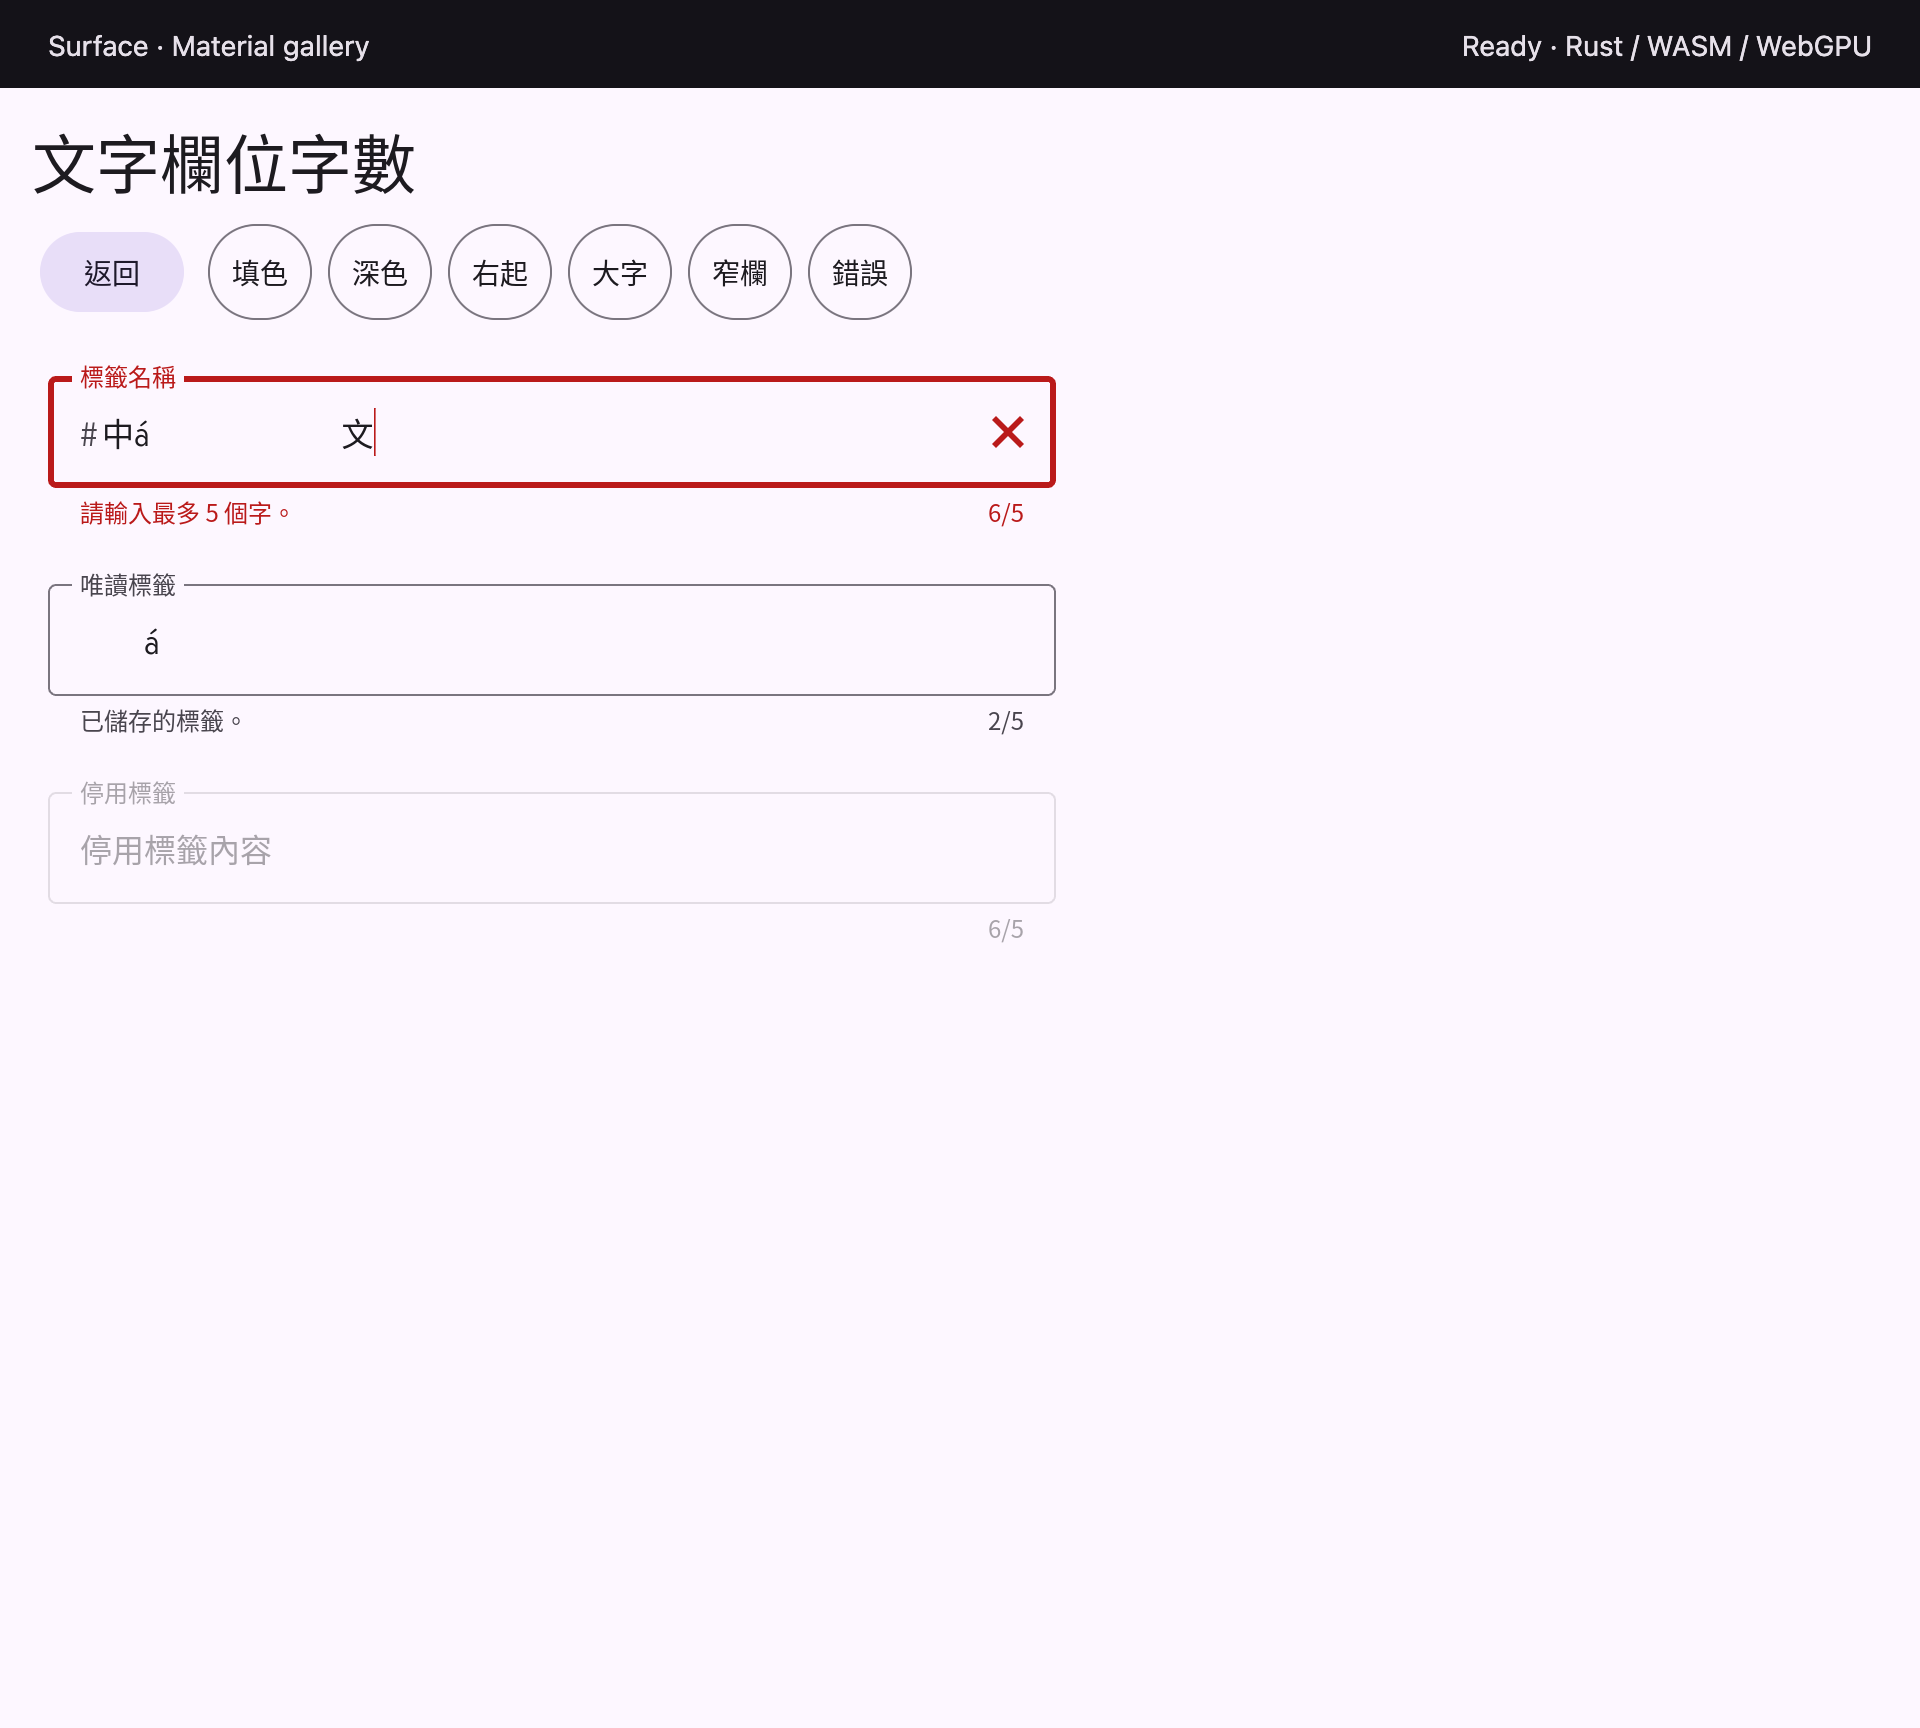 Surface · Material gallery
Ready · Rust / WASM / WebGPU
文字欄位字數
返回 填色 深色 右起 大字 窄欄 錯誤
標籤名稱
# 中á 文
請輸入最多 5 個字。 6/5
唯讀標籤
á
已儲存的標籤。 2/5
停用標籤
停用標籤內容
6/5